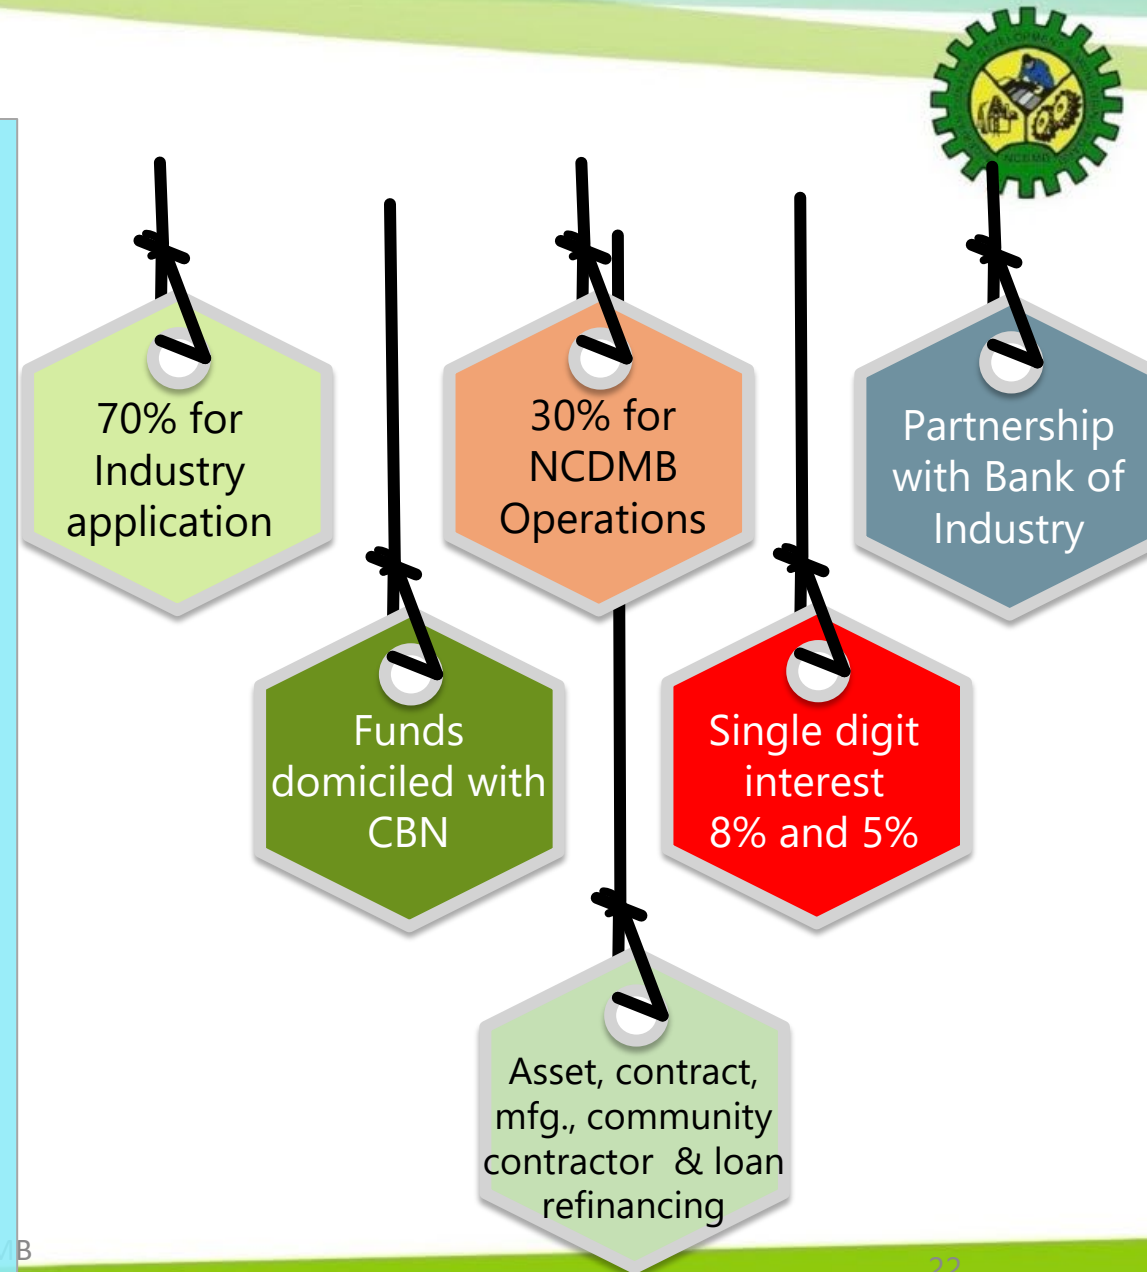 70% for
Industry
application
30% for
NCDMB
Operations
Partnership
with Bank of
Industry
Funds
domiciled with
CBN
Single digit
interest
8% and 5%
Asset, contract,
mfg., community
contractor & loan
refinancing
22